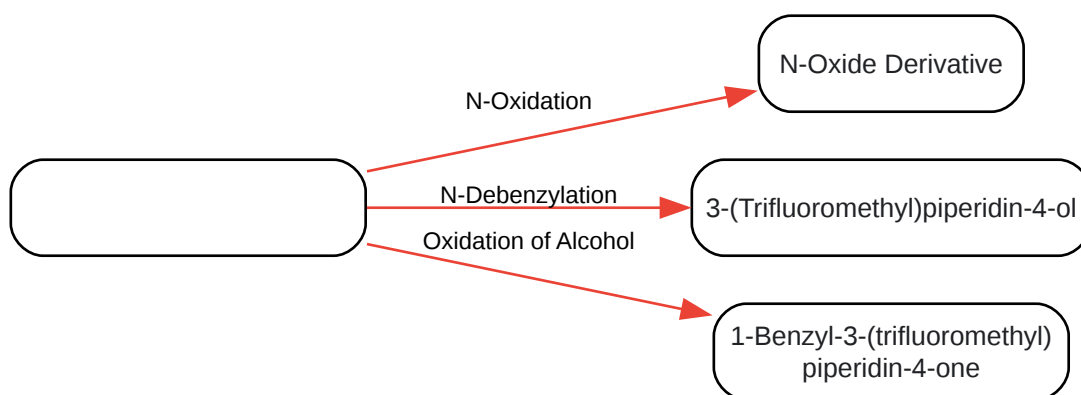 N-Oxide Derivative
N-Oxidation
N-Debenzylation
3-(Trifluoromethyl)piperidin-4-ol
Oxidation of Alcohol
1-Benzyl-3-(trifluoromethyl)
piperidin-4-one